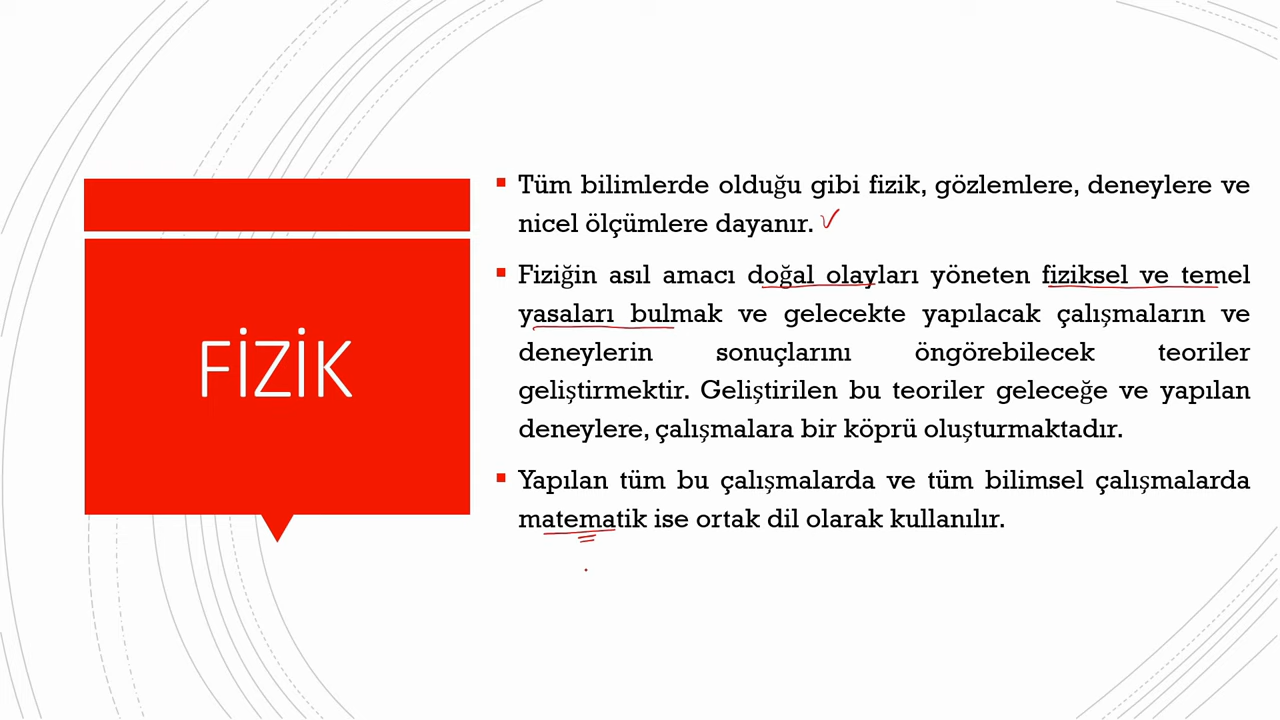 FİZİK
Tüm bilimlerde olduğu gibi fizik, gözlemlere, deneylere ve
nicel ölçümlere dayanır.
Fiziğin asıl amacı doğal olayları yöneten fiziksel ve temel
yasaları bulmak ve gelecekte yapılacak çalışmaların ve
deneylerin sonuçlarını öngörebilecek teoriler
geliştirmektir. Geliştirilen bu teoriler geleceğe ve yapılan
deneylere, çalışmalara bir köprü oluşturmaktadır.
Yapılan tüm bu çalışmalarda ve tüm bilimsel çalışmalarda
matematik ise ortak dil olarak kullanılır.